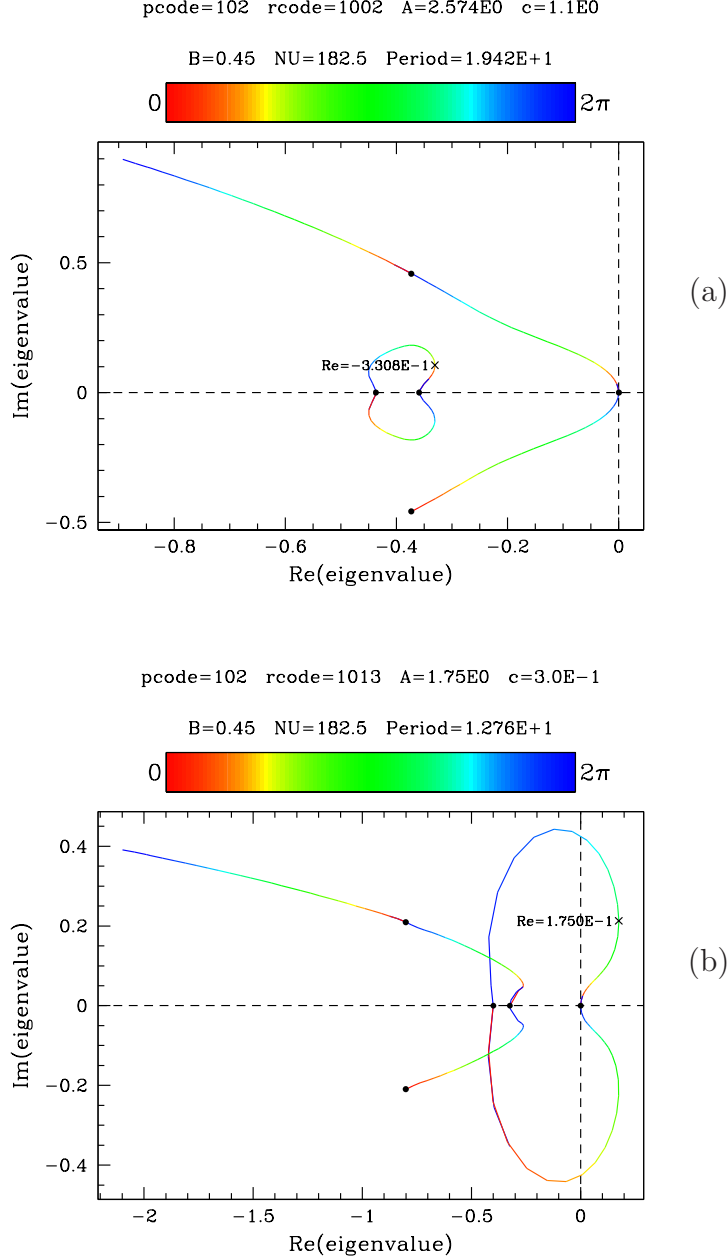 pcode=102 rcode=1002 A=2.574E0 c=1.1E0
B=0.45 NU=182.5 Period=1.942E+1
0 2π
0.5
0
−0.5
Im(eigenvalue)
Re=−3.308E−1×
(a)
−0.8 −0.6 −0.4 −0.2 0
Re(eigenvalue)
pcode=102 rcode=1013 A=1.75E0 c=3.0E−1
B=0.45 NU=182.5 Period=1.276E+1
0 2π
0.4
0.2
0
−0.2
−0.4
Im(eigenvalue)
Re=1.750E−1×
(b)
−2 −1.5 −1 −0.5 0
Re(eigenvalue)